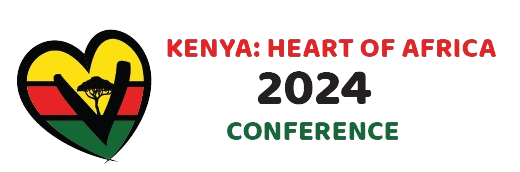 KENYA: HEART OF AFRICA
2024
CONFERENCE